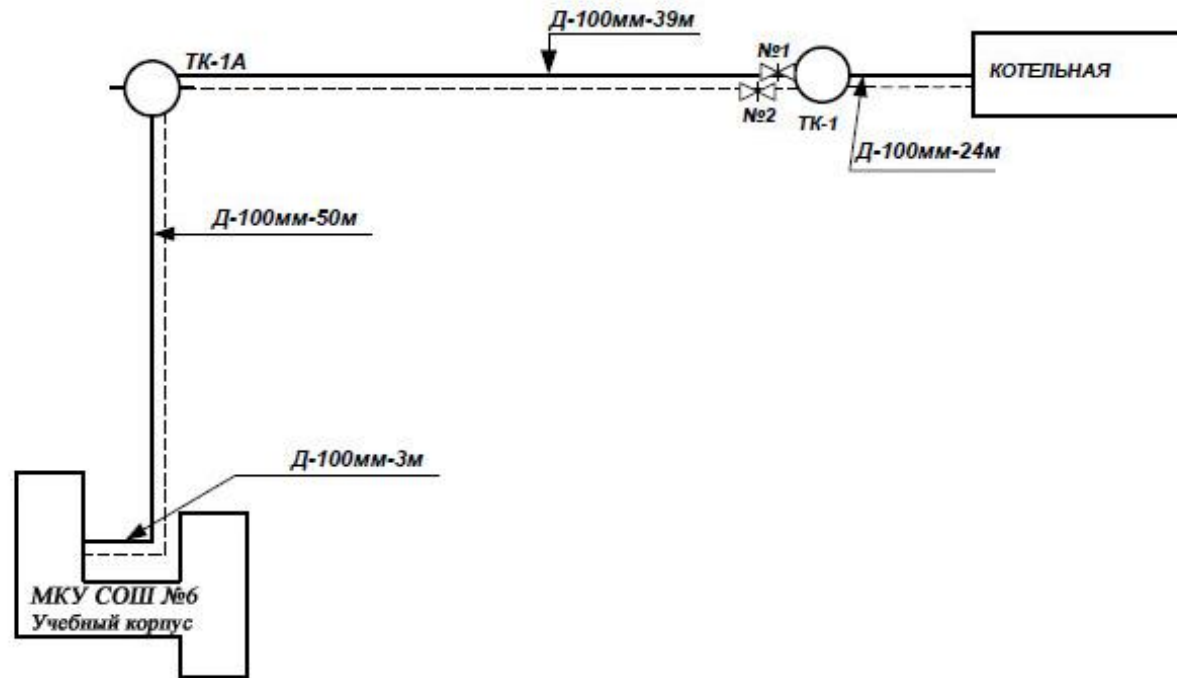 Д-100мм-39м
ТК-1А
№1
КОТЕЛЬНАЯ
№2
ТК-1
Д-100мм-24м
Д-100мм-50м
Д-100мм-3м
МКУ СОШ №6
Учебный корпус